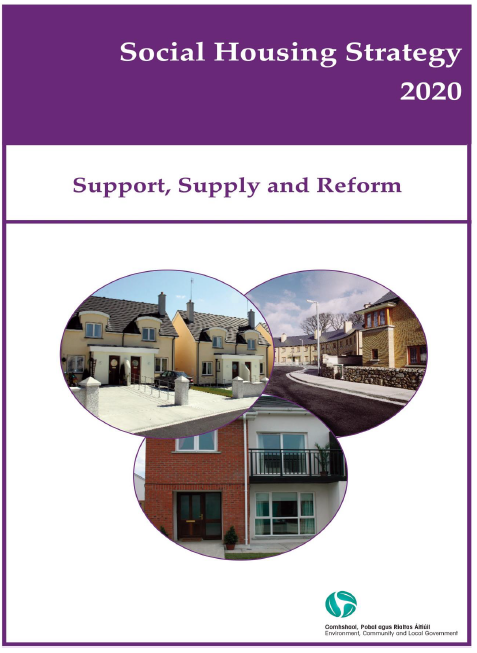 Social Housing Strategy
2020
Support, Supply and Reform
Comhshaol, Pobal agus Rialtas Áitiúil
Environment, Community and Local Government